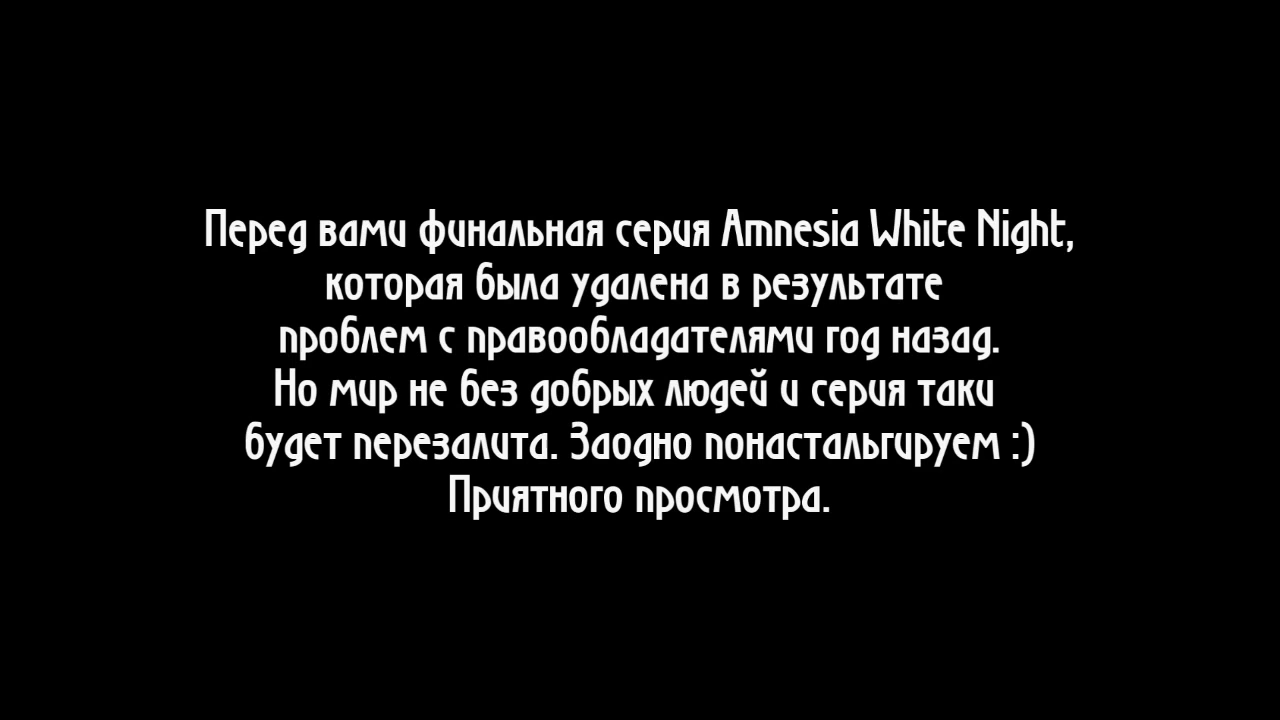 Перед вами финальная серия Amnesia White Night,
которая была удалена в результате
проблем с правообладателями год назад.
Но мир не без добрых людей и серия таки
будет перезалита. Заодно понастальгируем :)
Приятного просмотра.